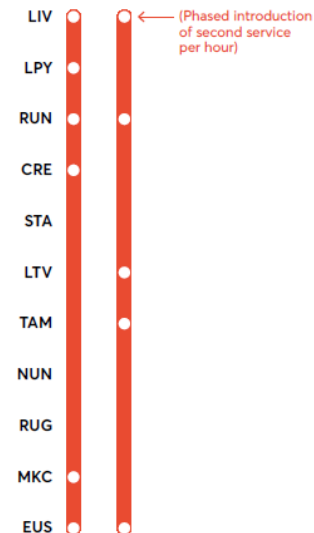 LIV
(Phased introduction
of second service
per hour)
LPY
RUN
CRE
STA
LTV
TAM
NUN
RUG
MKC
EUS